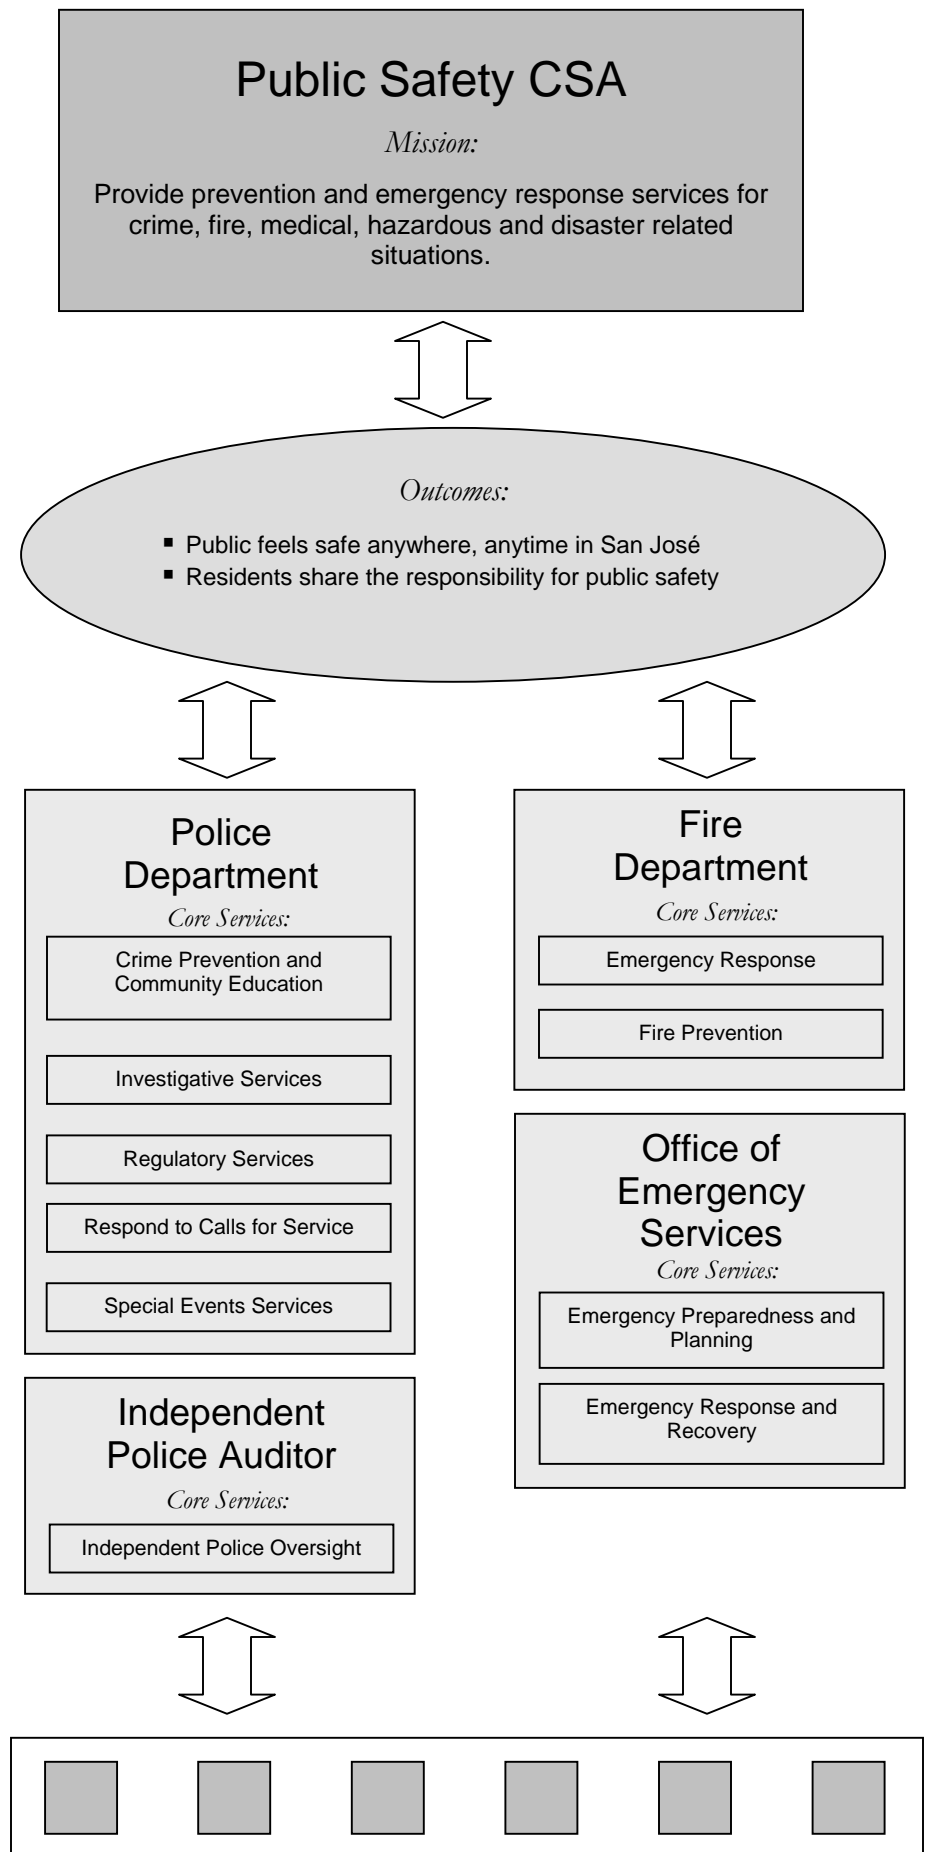 Public Safety CSA
Mission:
Provide prevention and emergency response services for
crime, fire, medical, hazardous and disaster related
situations.
Outcomes:
▪ Public feels safe anywhere, anytime in San José
▪ Residents share the responsibility for public safety
Police
Department
Core Services:
Crime Prevention and
Community Education
Investigative Services
Regulatory Services
Respond to Calls for Service
Special Events Services
Independent
Police Auditor
Core Services:
Independent Police Oversight
Fire
Department
Core Services:
Emergency Response
Fire Prevention
Office of
Emergency
Services
Core Services:
Emergency Preparedness and
Planning
Emergency Response and
Recovery